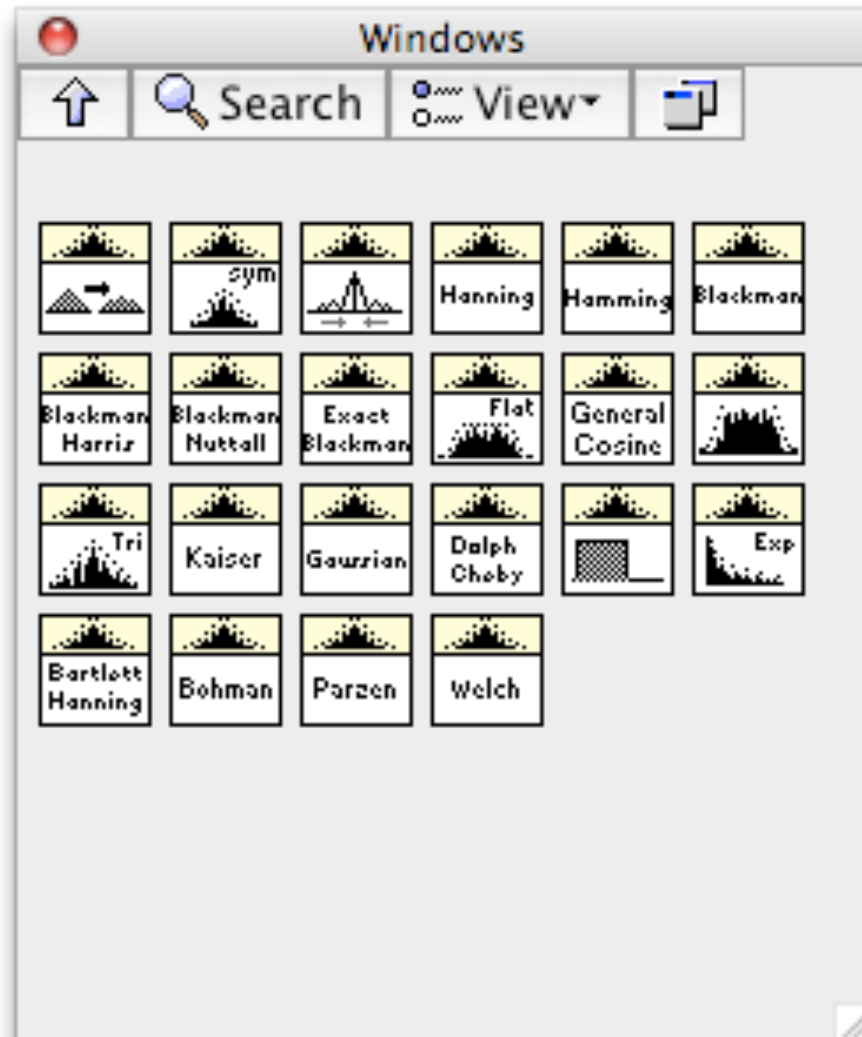 Windows
Search
View
sym
Hanning
Hamming
Blackman
Blackman
Harris
Blackman
Nuttall
Exact
Blackman
Flat
General
Cosine
Tri
Kaiser
Gaussian
Dolph
Cheby
Exp
Bartlett
Hanning
Bohman
Parzen
Welch